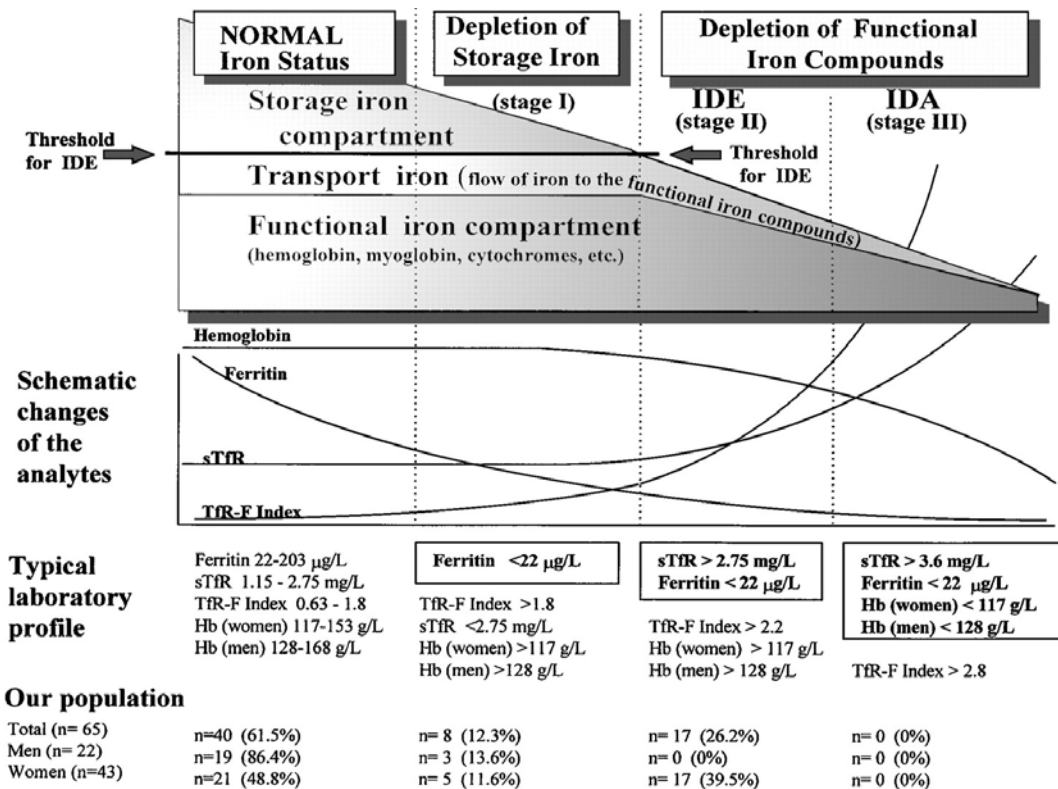 NORMAL
Iron Status
Depletion of
Storage Iron
Depletion of Functional
Iron Compounds
(stage I)
IDE
(stage II)
IDA
(stage III)
Storage iron
compartment
Threshold
for IDE
Threshold
for IDE
Transport iron (flow of iron to the functional iron compounds)
Functional iron compartment
(hemoglobin, myoglobin, cytochromes, etc.)
Schematic
changes
of the
analytes
Hemoglobin
Ferritin
sTfR
TfR-F Index
Typical
laboratory
profile
Ferritin 22-203 µg/L
sTfR 1.15 - 2.75 mg/L
TfR-F Index 0.63 - 1.8
Hb (women) 117-153 g/L
Hb (men) 128-168 g/L
Ferritin <22 µg/L
TfR-F Index >1.8
sTfR <2.75 mg/L
Hb (women) >117 g/L
Hb (men) >128 g/L
sTfR > 2.75 mg/L
Ferritin < 22 µg/L
TfR-F Index > 2.2
Hb (women) > 117 g/L
Hb (men) > 128 g/L
sTfR > 3.6 mg/L
Ferritin < 22 µg/L
Hb (women) < 117 g/L
Hb (men) < 128 g/L
TfR-F Index > 2.8
Our population
Total (n= 65) n=40 (61.5%) n= 8 (12.3%) n= 17 (26.2%) n= 0 (0%)
Men (n= 22) n=19 (86.4%) n= 3 (13.6%) n= 0 (0%) n= 0 (0%)
Women (n=43) n=21 (48.8%) n= 5 (11.6%) n= 17 (39.5%) n= 0 (0%)